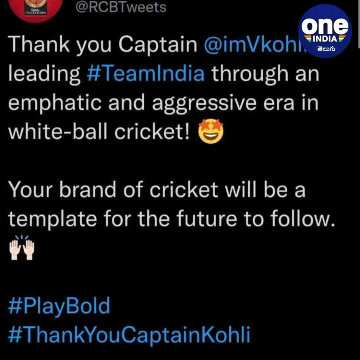 @RCBTweets
one
INDIA
తెలుగు
Thank you Captain @imVkohli
leading #TeamIndia through an
emphatic and aggressive era in
white-ball cricket! 🤩
Your brand of cricket will be a
template for the future to follow.
🙌🏻
#PlayBold
#ThankYouCaptainKohli